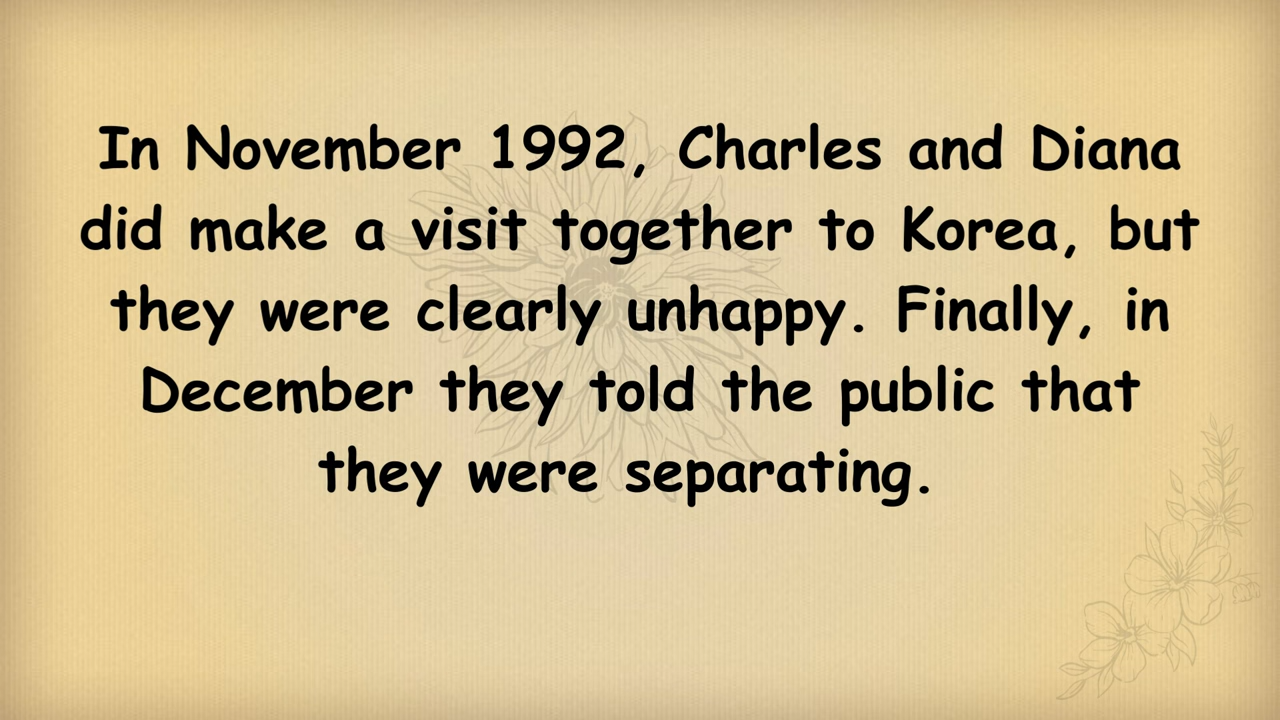 In November 1992, Charles and Diana
did make a visit together to Korea, but
they were clearly unhappy. Finally, in
December they told the public that
they were separating.